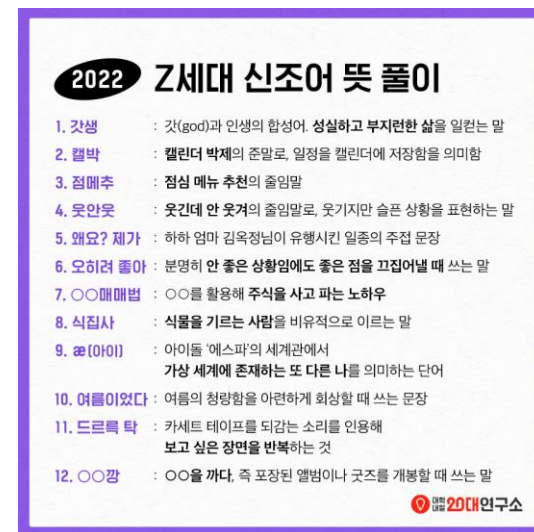 2022 Z세대 신조어 뜻 풀이
1. 갓생 : 갓(god)과 인생의 합성어. 성실하고 부지런한 삶을 일컫는 말
2. 캘박 : 캘린더 박제의 준말로, 일정을 캘린더에 저장함을 의미함
3. 점메추 : 점심 메뉴 추천의 줄임말
4. 웃안웃 : 웃긴데 안 웃겨의 줄임말로, 웃기지만 슬픈 상황을 표현하는 말
5. 왜요? 제가 : 하하 엄마 김옥정님이 유행시킨 일종의 주접 문장
6. 오히려 좋아 : 분명히 안 좋은 상황임에도 좋은 점을 끄집어낼 때 쓰는 말
7. ○○매매법 : ○○를 활용해 주식을 사고 파는 노하우
8. 식집사 : 식물을 기르는 사람을 비유적으로 이르는 말
9. æ(아이) : 아이돌 '에스파'의 세계관에서
가상 세계에 존재하는 또 다른 나를 의미하는 단어
10. 여름이었다 : 여름의 청량함을 아련하게 회상할 때 쓰는 문장
11. 드르륵 탁 : 카세트 테이프를 되감는 소리를 인용해
보고 싶은 장면을 반복하는 것
12. ○○깡 : ○○을 까다, 즉 포장된 앨범이나 굿즈를 개봉할 때 쓰는 말
대학내일 20대연구소